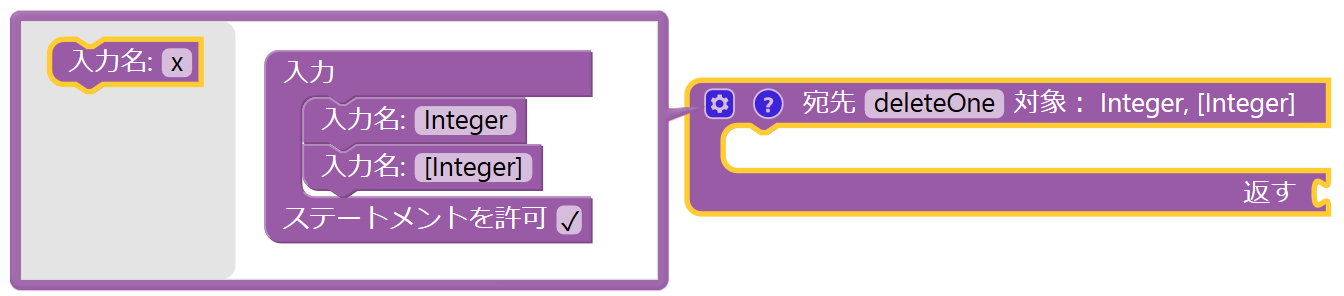 入力名: x
入力
入力名: Integer
入力名: [Integer]
ステートメントを許可 ✓
? 宛先 deleteOne 対象： Integer, [Integer]
返す